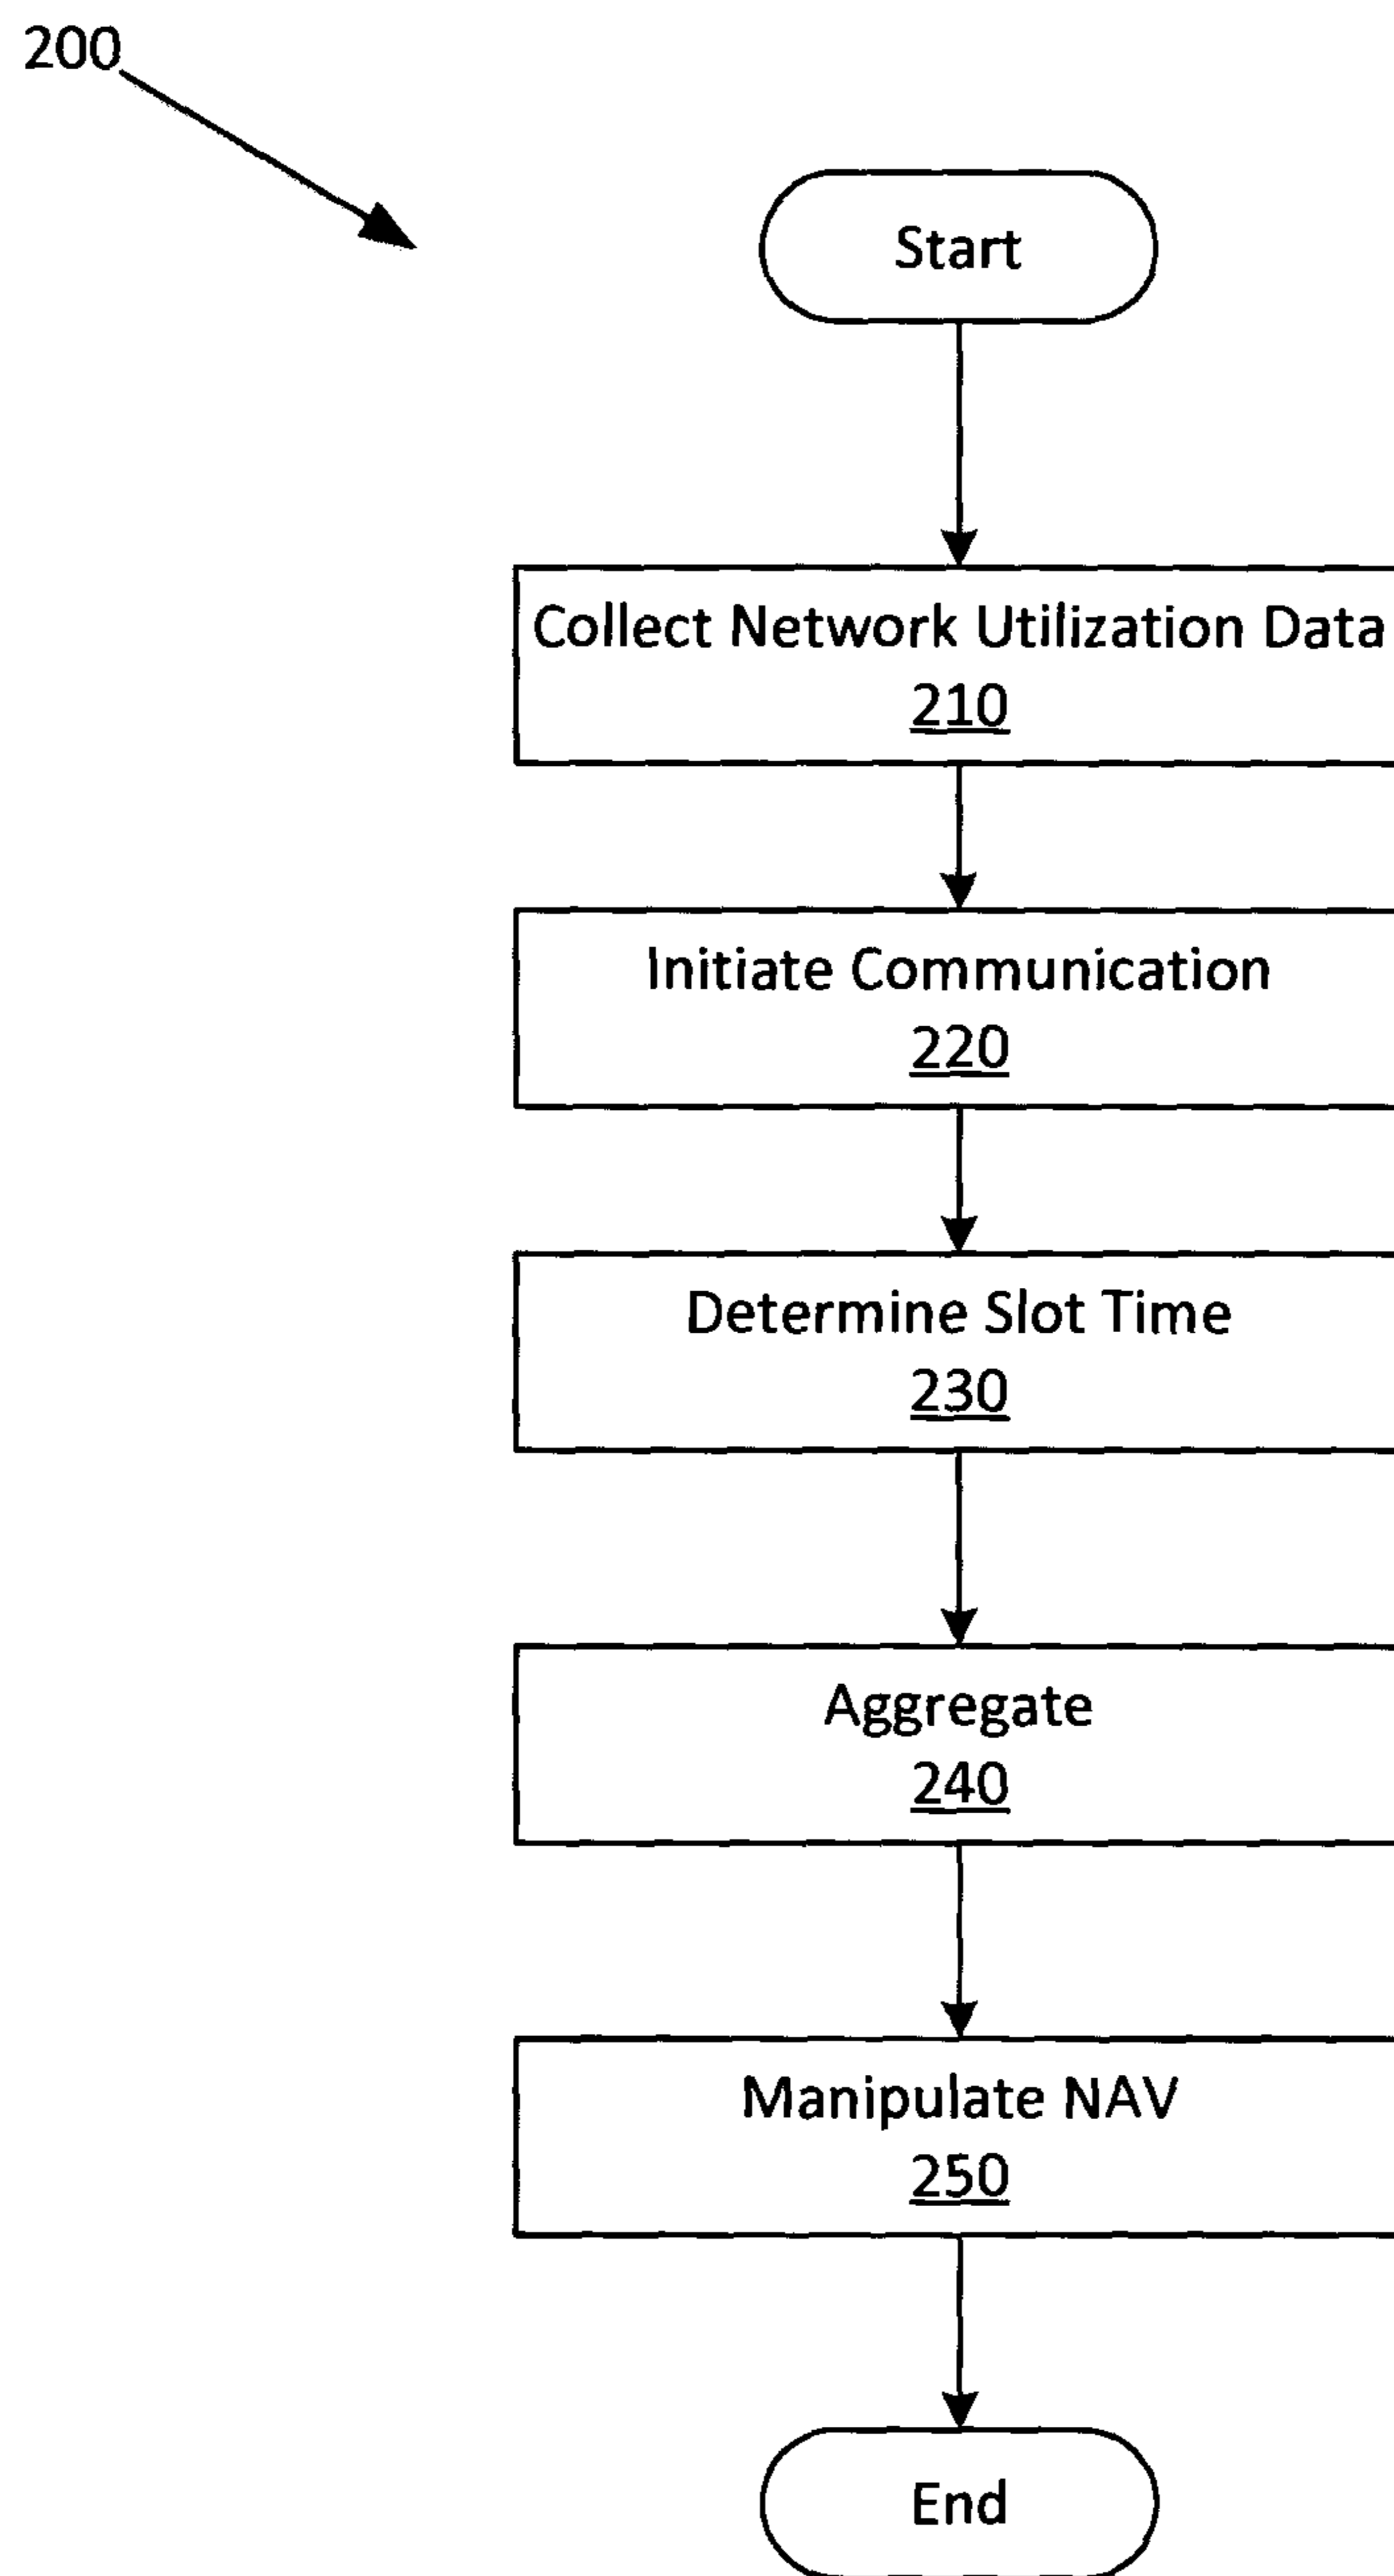 200
Start
Collect Network Utilization Data
210
Initiate Communication
220
Determine Slot Time
230
Aggregate
240
Manipulate NAV
250
End